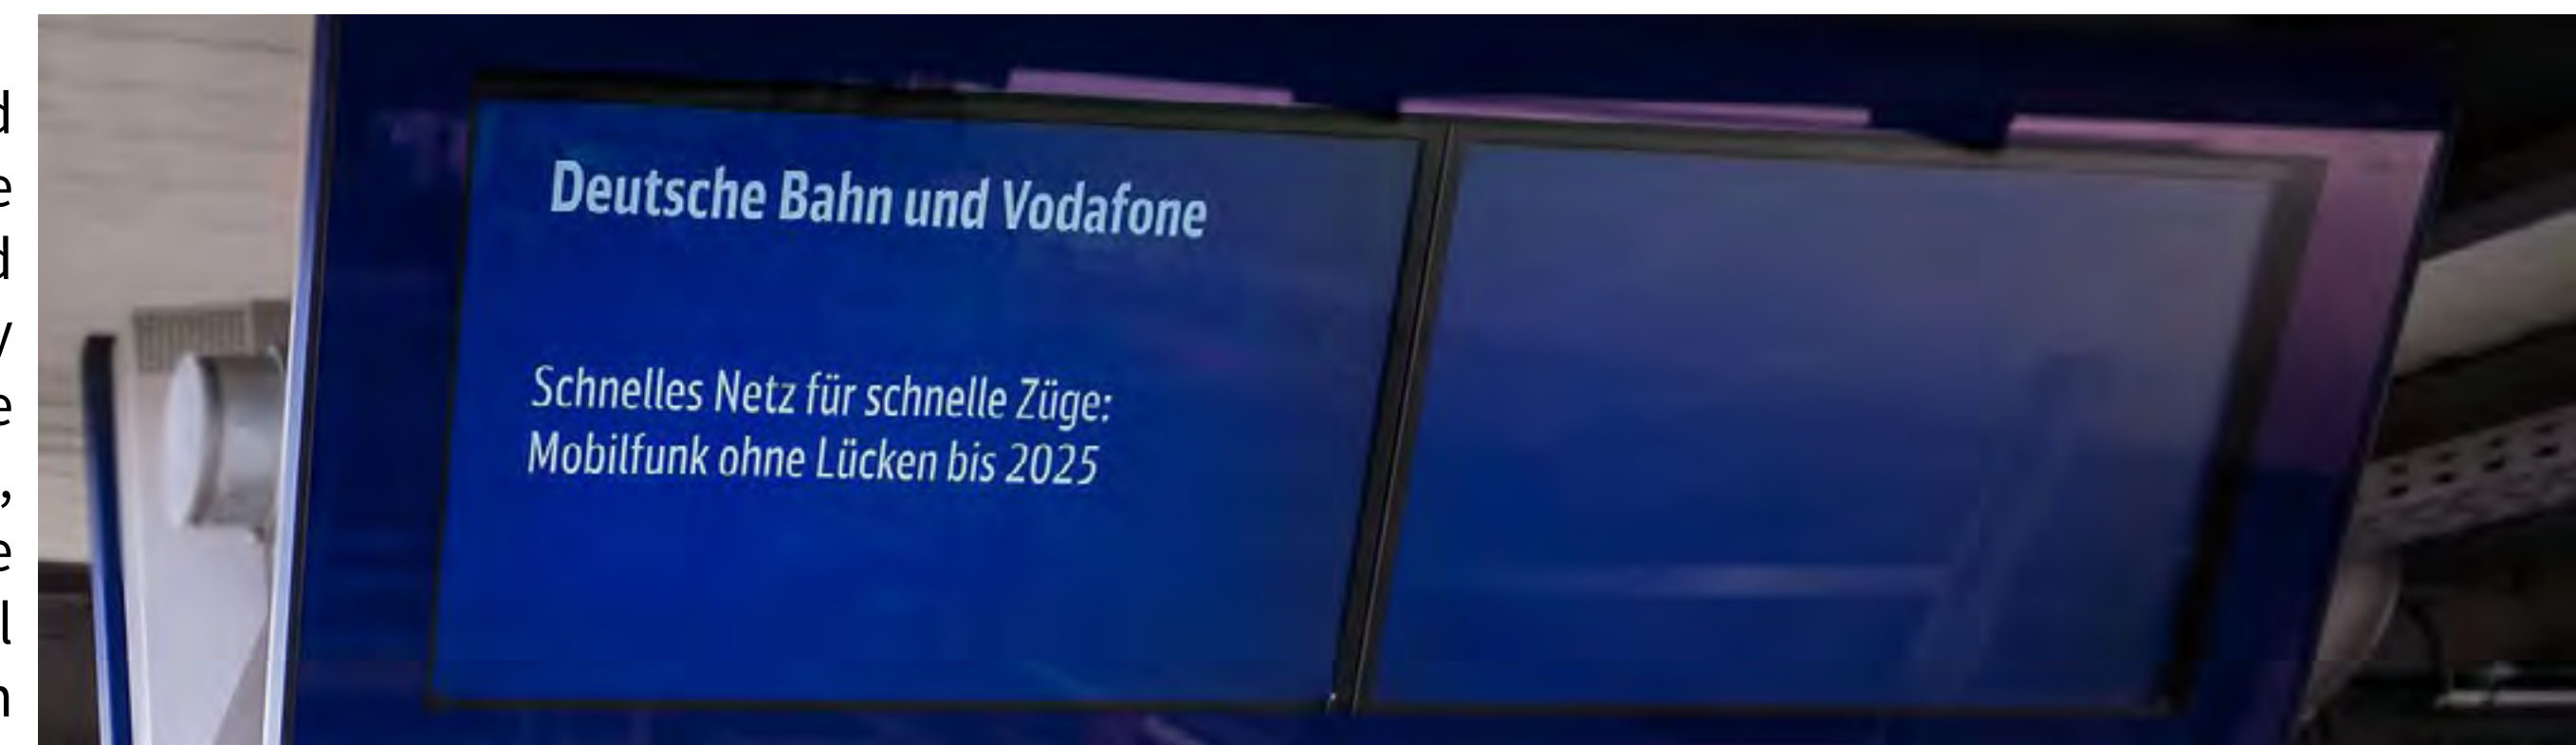 Deutsche Bahn und Vodafone
Schnelles Netz für schnelle Züge:
Mobilfunk ohne Lücken bis 2025